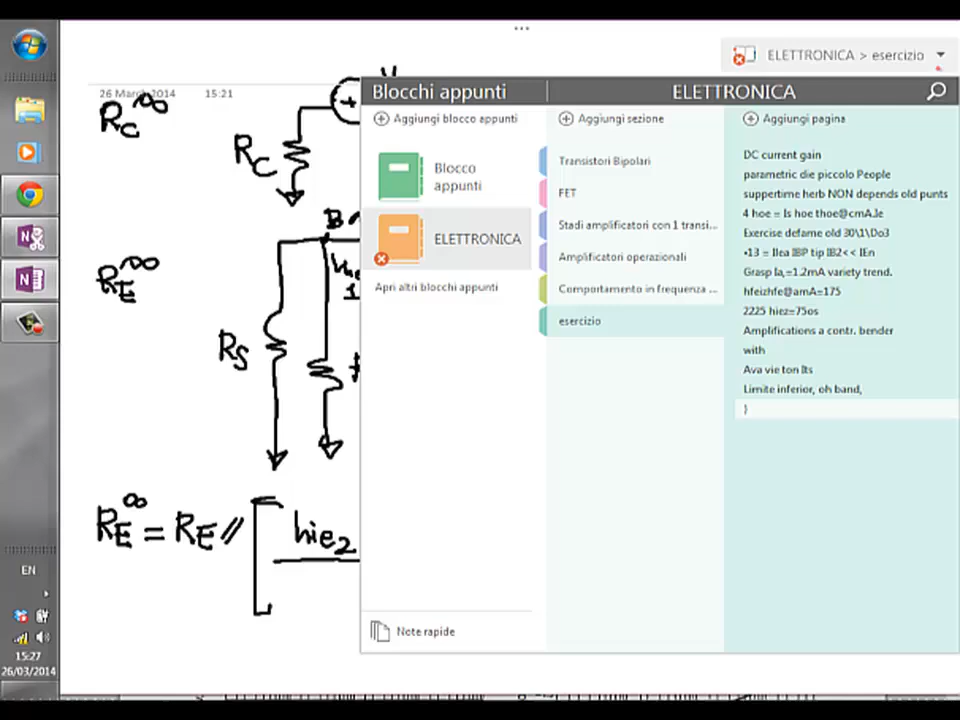 ELETTRONICA > esercizio
26 March 2014 15:21
Blocchi appunti
ELETTRONICA
Aggiungi blocco appunti
Aggiungi sezione
Aggiungi pagina
Blocco
appunti
ELETTRONICA
Apri altri blocchi appunti
Transistori Bipolari
FET
Stadi amplificatori con 1 transi...
Amplificatori operazionali
Comportamento in frequenza ...
esercizio
DC current gain
parametric die piccolo People
suppertime herb NON depends old punts
4 hoe = Is hoe thoe@cmA.Ie
Exercise defame old 30\1\Do3
•13 = IIea IBP tip IB2<< IEn
Grasp Ia,=1.2mA variety trend.
hfeizhfe@amA=175
2225 hiez=75os
Amplifications a contr. bender
with
Ava vie ton Its
Limite inferior, oh band,
}
Note rapide
RC∞
RC
B
RE∞
RS
RE∞ = RE // [ hie2
EN
15:27
26/03/2014